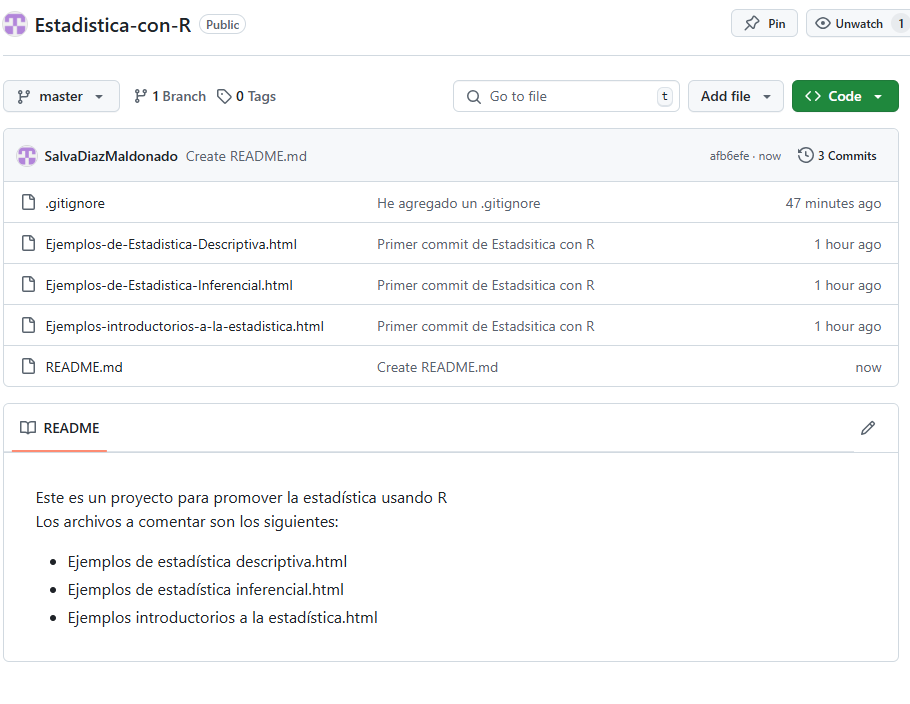 Estadistica-con-R Public Pin Unwatch 1
master 1 Branch 0 Tags Go to file t Add file Code
SalvaDiazMaldonado Create README.md afb6efe · now 3 Commits
.gitignore He agregado un .gitignore 47 minutes ago
Ejemplos-de-Estadistica-Descriptiva.html Primer commit de Estadsitica con R 1 hour ago
Ejemplos-de-Estadistica-Inferencial.html Primer commit de Estadsitica con R 1 hour ago
Ejemplos-introductorios-a-la-estadistica.html Primer commit de Estadsitica con R 1 hour ago
README.md Create README.md now
README
Este es un proyecto para promover la estadística usando R
Los archivos a comentar son los siguientes:
• Ejemplos de estadística descriptiva.html
• Ejemplos de estadística inferencial.html
• Ejemplos introductorios a la estadística.html